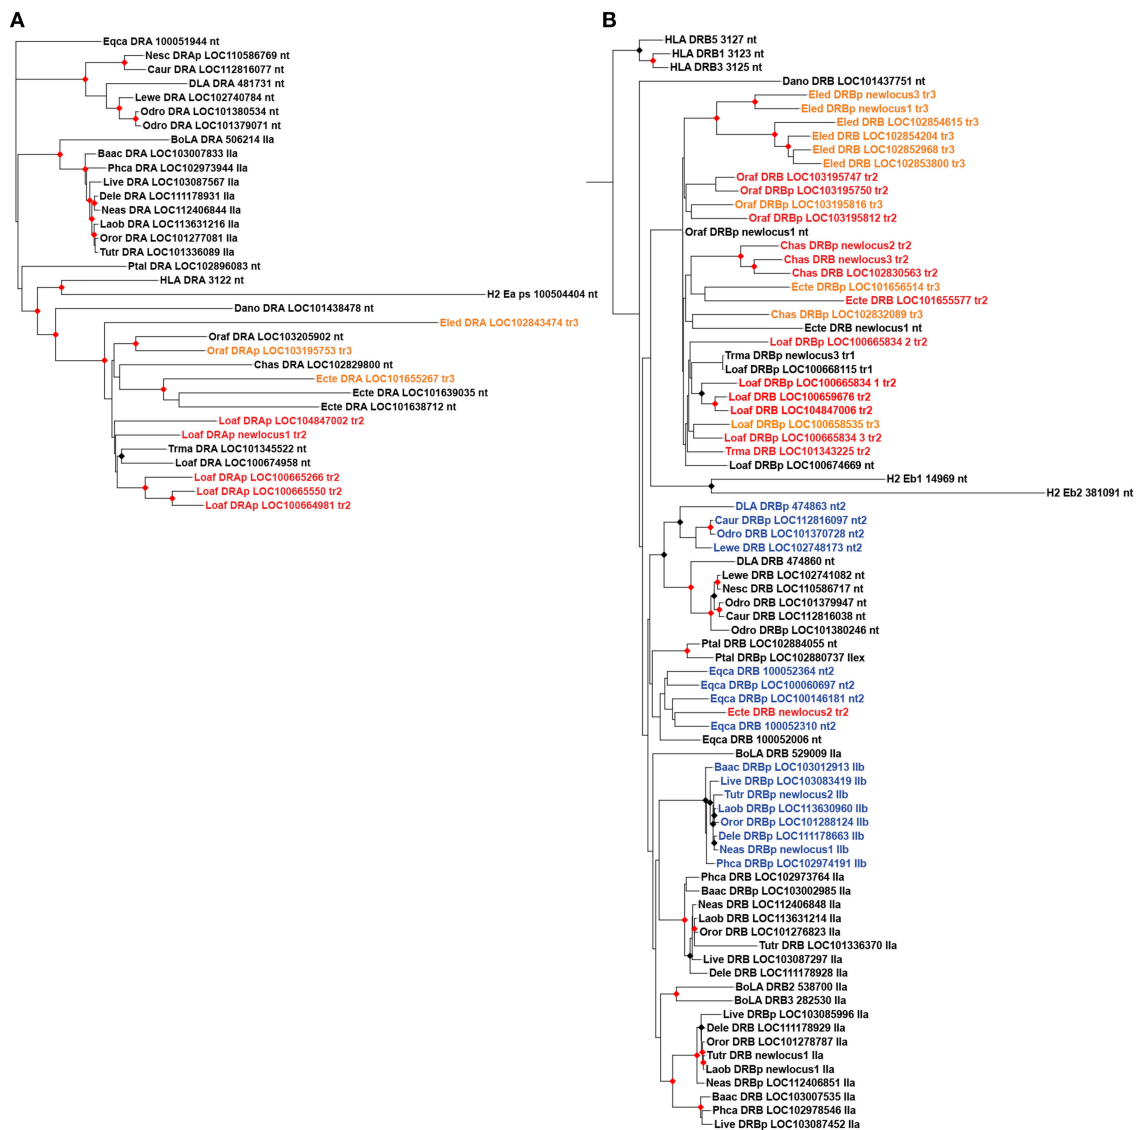 A
Eqca DRA 100051944 nt
Nesc DRAp LOC110586769 nt
Caur DRA LOC112816077 nt
DLA DRA 481731 nt
Lewe DRA LOC102740784 nt
Odro DRA LOC101380534 nt
Odro DRA LOC101379071 nt
BoLA DRA 506214 IIa
Baac DRA LOC103007833 IIa
Phca DRA LOC102973944 IIa
Live DRA LOC103087567 IIa
Dele DRA LOC111178931 IIa
Neas DRA LOC112406844 IIa
Laob DRA LOC113631216 IIa
Oror DRA LOC101277081 IIa
Tutr DRA LOC101336089 IIa
Ptal DRA LOC102896083 nt
HLA DRA 3122 nt
H2 Ea ps 100504404 nt
Dano DRA LOC101438478 nt
Eled DRA LOC102843474 tr3
Oraf DRA LOC103205902 nt
Oraf DRAp LOC103195753 tr3
Chas DRA LOC102829800 nt
Ecte DRA LOC101655267 tr3
Ecte DRA LOC101639035 nt
Ecte DRA LOC101638712 nt
Loaf DRAp LOC104847002 tr2
Loaf DRAp newlocus1 tr2
Trma DRA LOC101345522 nt
Loaf DRA LOC100674958 nt
Loaf DRAp LOC100665266 tr2
Loaf DRAp LOC100665550 tr2
Loaf DRAp LOC100664981 tr2
B
HLA DRB5 3127 nt
HLA DRB1 3123 nt
HLA DRB3 3125 nt
Dano DRB LOC101437751 nt
Eled DRBp newlocus3 tr3
Eled DRBp newlocus1 tr3
Eled DRB LOC102854615 tr3
Eled DRB LOC102854204 tr3
Eled DRB LOC102852968 tr3
Eled DRB LOC102853800 tr3
Oraf DRB LOC103195747 tr2
Oraf DRBp LOC103195750 tr2
Oraf DRBp LOC103195816 tr3
Oraf DRBp LOC103195812 tr2
Oraf DRBp newlocus1 nt
Chas DRBp newlocus2 tr2
Chas DRB newlocus3 tr2
Chas DRB LOC102830563 tr2
Ecte DRBp LOC101656514 tr3
Ecte DRB LOC101655577 tr2
Chas DRBp LOC102832089 tr3
Ecte DRB newlocus1 nt
Loaf DRBp LOC100665834 2 tr2
Trma DRBp newlocus3 tr1
Loaf DRBp LOC100668115 tr1
Loaf DRBp LOC100665834 1 tr2
Loaf DRB LOC100659676 tr2
Loaf DRB LOC104847006 tr2
Loaf DRBp LOC100658535 tr3
Loaf DRBp LOC100665834 3 tr2
Trma DRB LOC101343225 tr2
Loaf DRBp LOC100674669 nt
H2 Eb1 14969 nt
H2 Eb2 381091 nt
DLA DRBp 474863 nt2
Caur DRBp LOC112816097 nt2
Odro DRB LOC101370728 nt2
Lewe DRB LOC102748173 nt2
DLA DRB 474860 nt
Lewe DRB LOC102741082 nt
Nesc DRB LOC110586717 nt
Odro DRB LOC101379947 nt
Caur DRB LOC112816038 nt
Odro DRBp LOC101380246 nt
Ptal DRB LOC102884055 nt
Ptal DRBp LOC102880737 IIex
Eqca DRB 100052364 nt2
Eqca DRBp LOC100060697 nt2
Eqca DRBp LOC100146181 nt2
Ecte DRB newlocus2 tr2
Eqca DRB 100052310 nt2
Eqca DRB 100052006 nt
BoLA DRB 529009 IIa
Baac DRBp LOC103012913 IIb
Live DRBp LOC103083419 IIb
Tutr DRBp newlocus2 IIb
Laob DRBp LOC113630960 IIb
Oror DRBp LOC101288124 IIb
Dele DRBp LOC111178663 IIb
Neas DRBp newlocus1 IIb
Phca DRBp LOC102974191 IIb
Phca DRB LOC102973764 IIa
Baac DRBp LOC103002985 IIa
Neas DRB LOC112406848 IIa
Laob DRB LOC113631214 IIa
Oror DRB LOC101276823 IIa
Tutr DRB LOC101336370 IIa
Live DRB LOC103087297 IIa
Dele DRB LOC111178928 IIa
BoLA DRB2 538700 IIa
BoLA DRB3 282530 IIa
Live DRBp LOC103085996 IIa
Dele DRB LOC111178929 IIa
Oror DRB LOC101278787 IIa
Tutr DRB newlocus1 IIa
Laob DRBp newlocus1 IIa
Neas DRBp LOC112406851 IIa
Baac DRB LOC103007535 IIa
Phca DRB LOC102978546 IIa
Live DRBp LOC103087452 IIa